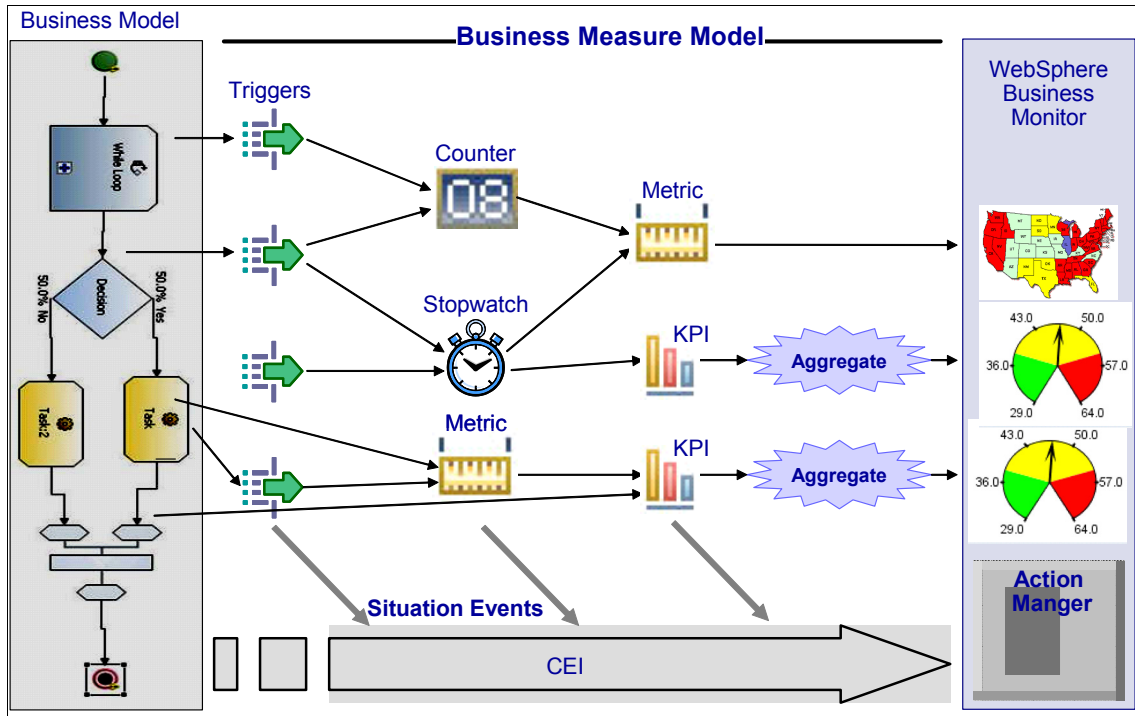 Business Model
Business Measure Model
WebSphere
Business
Monitor
Triggers
While Loop
Counter
08
Metric
Decision
50.0% No
50.0% Yes
Stopwatch
KPI
Aggregate
43.0
50.0
36.0
57.0
29.0
64.0
Task:2
Task
Metric
KPI
Aggregate
43.0
50.0
36.0
57.0
29.0
64.0
Situation Events
CEI
Action
Manger